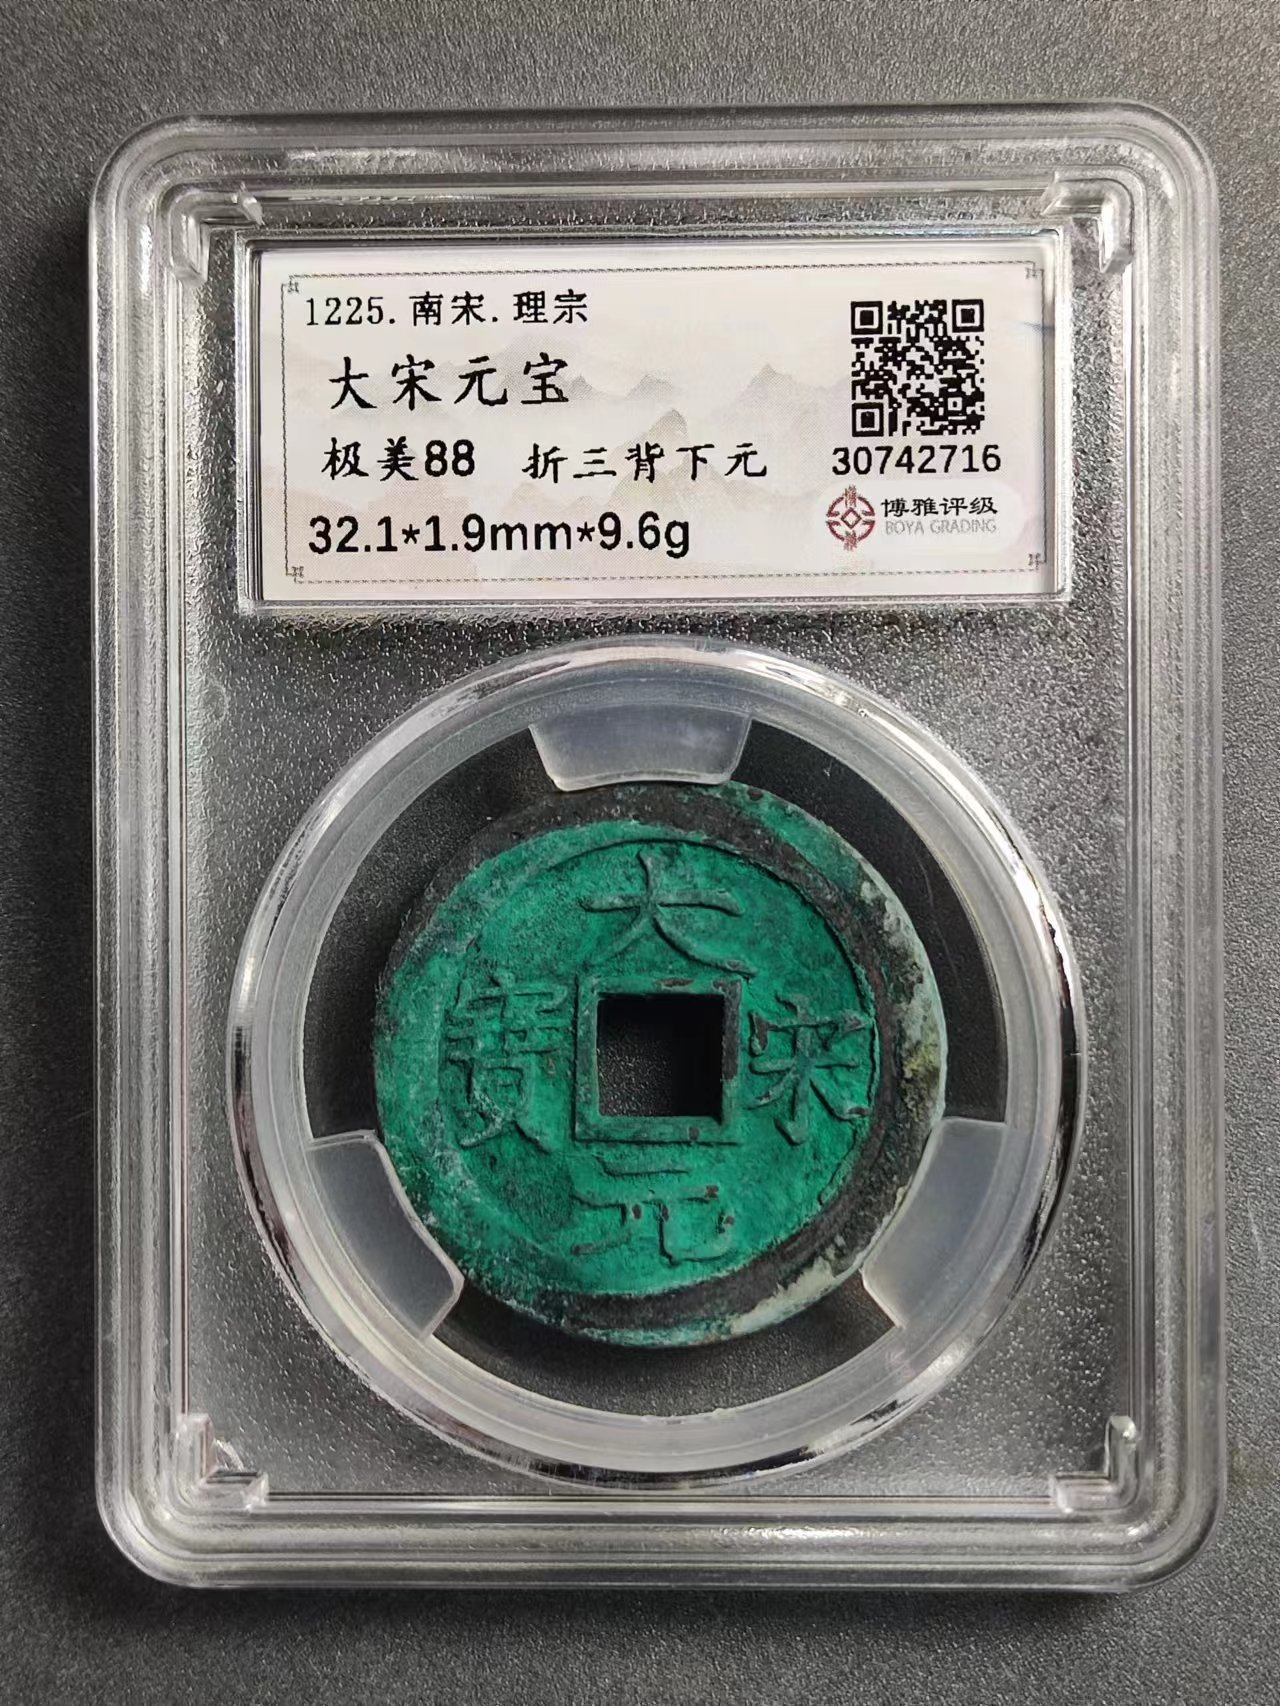 1225.南宋.理宗
大宋元宝
极美88 折三背下元
32.1*1.9mm*9.6g
30742716
博雅评级
BOYA GRADING
大
寶 宋
元